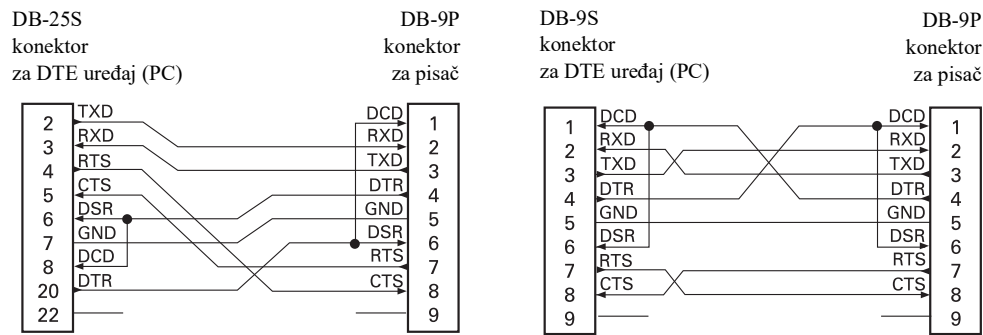 DB-25S
konektor
za DTE uređaj (PC)
DB-9P
konektor
za pisač
2 TXD DCD 1
3 RXD RXD 2
4 RTS TXD 3
5 CTS DTR 4
6 DSR GND 5
7 GND DSR 6
8 DCD RTS 7
20 DTR CTS 8
22 9
DB-9S
konektor
za DTE uređaj (PC)
DB-9P
konektor
za pisač
1 DCD DCD 1
2 RXD RXD 2
3 TXD TXD 3
4 DTR DTR 4
5 GND GND 5
6 DSR DSR 6
7 RTS RTS 7
8 CTS CTS 8
9 9